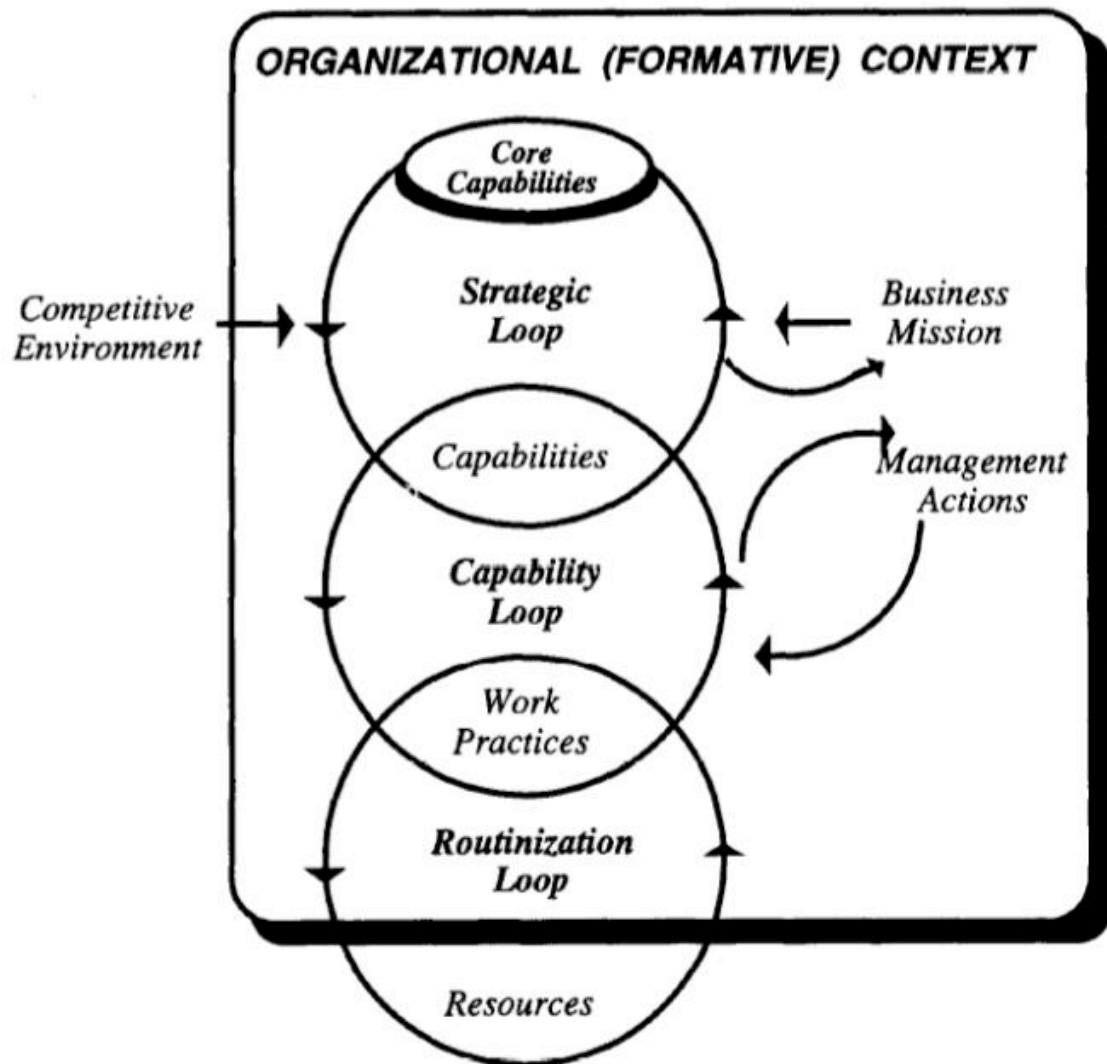 ORGANIZATIONAL (FORMATIVE) CONTEXT
Core
Capabilities
Strategic
Loop
Competitive
Environment
Business
Mission
Capabilities
Management
Actions
Capability
Loop
Work
Practices
Routinization
Loop
Resources